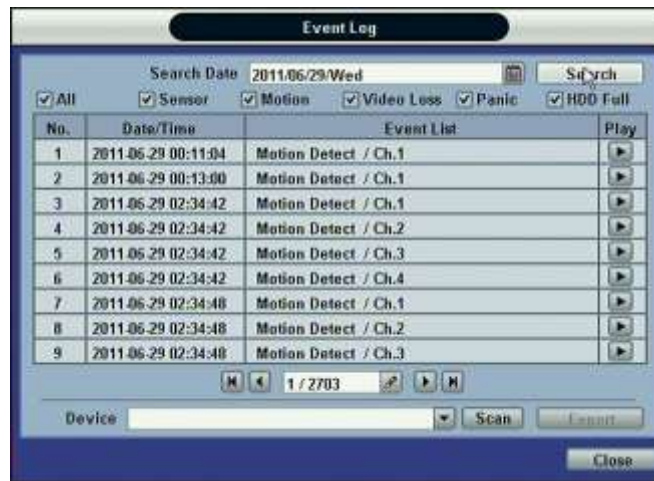 Event Log
Search Date 2011/06/29/Wed Search
All Sensor Motion Video Loss Panic HDD Full
No. Date/Time Event List Play
1 2011-06-29 00:11:04 Motion Detect / Ch.1
2 2011-06-29 00:13:00 Motion Detect / Ch.1
3 2011-06-29 02:34:42 Motion Detect / Ch.1
4 2011-06-29 02:34:42 Motion Detect / Ch.2
5 2011-06-29 02:34:42 Motion Detect / Ch.3
6 2011-06-29 02:34:42 Motion Detect / Ch.4
7 2011-06-29 02:34:48 Motion Detect / Ch.1
8 2011-06-29 02:34:48 Motion Detect / Ch.2
9 2011-06-29 02:34:48 Motion Detect / Ch.3
1 / 2703
Device Scan Export
Close